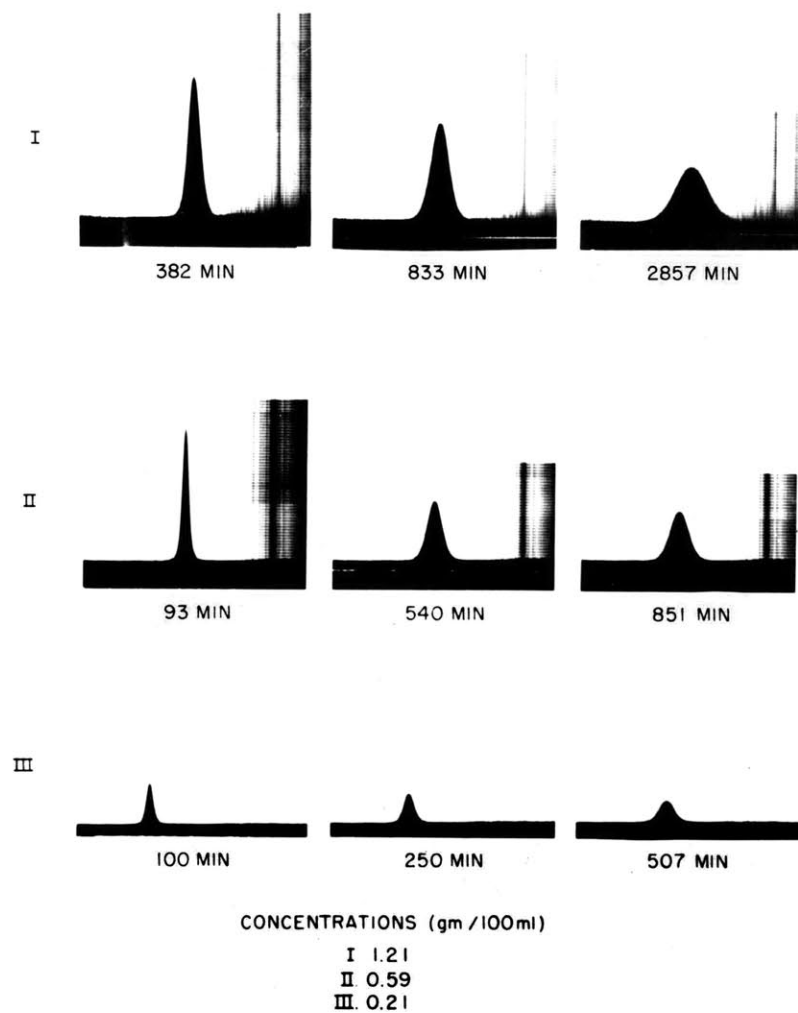 I
382 MIN 833 MIN 2857 MIN
II
93 MIN 540 MIN 851 MIN
III
100 MIN 250 MIN 507 MIN
CONCENTRATIONS (gm/100ml)
I 1.21
II. 0.59
III. 0.21